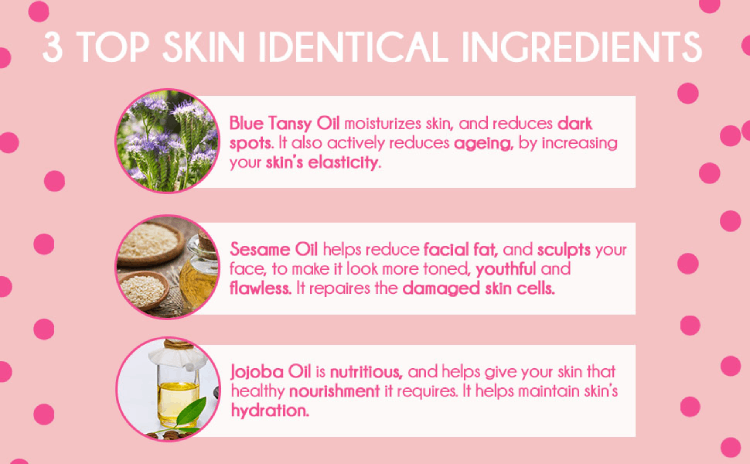 3 TOP SKIN IDENTICAL INGREDIENTS
Blue Tansy Oil moisturizes skin, and reduces dark
spots. It also actively reduces ageing, by increasing
your skin's elasticity.
Sesame Oil helps reduce facial fat, and sculpts your
face, to make it look more toned, youthful and
flawless. It repaires the damaged skin cells.
Jojoba Oil is nutritious, and helps give your skin that
healthy nourishment it requires. It helps maintain skin's
hydration.